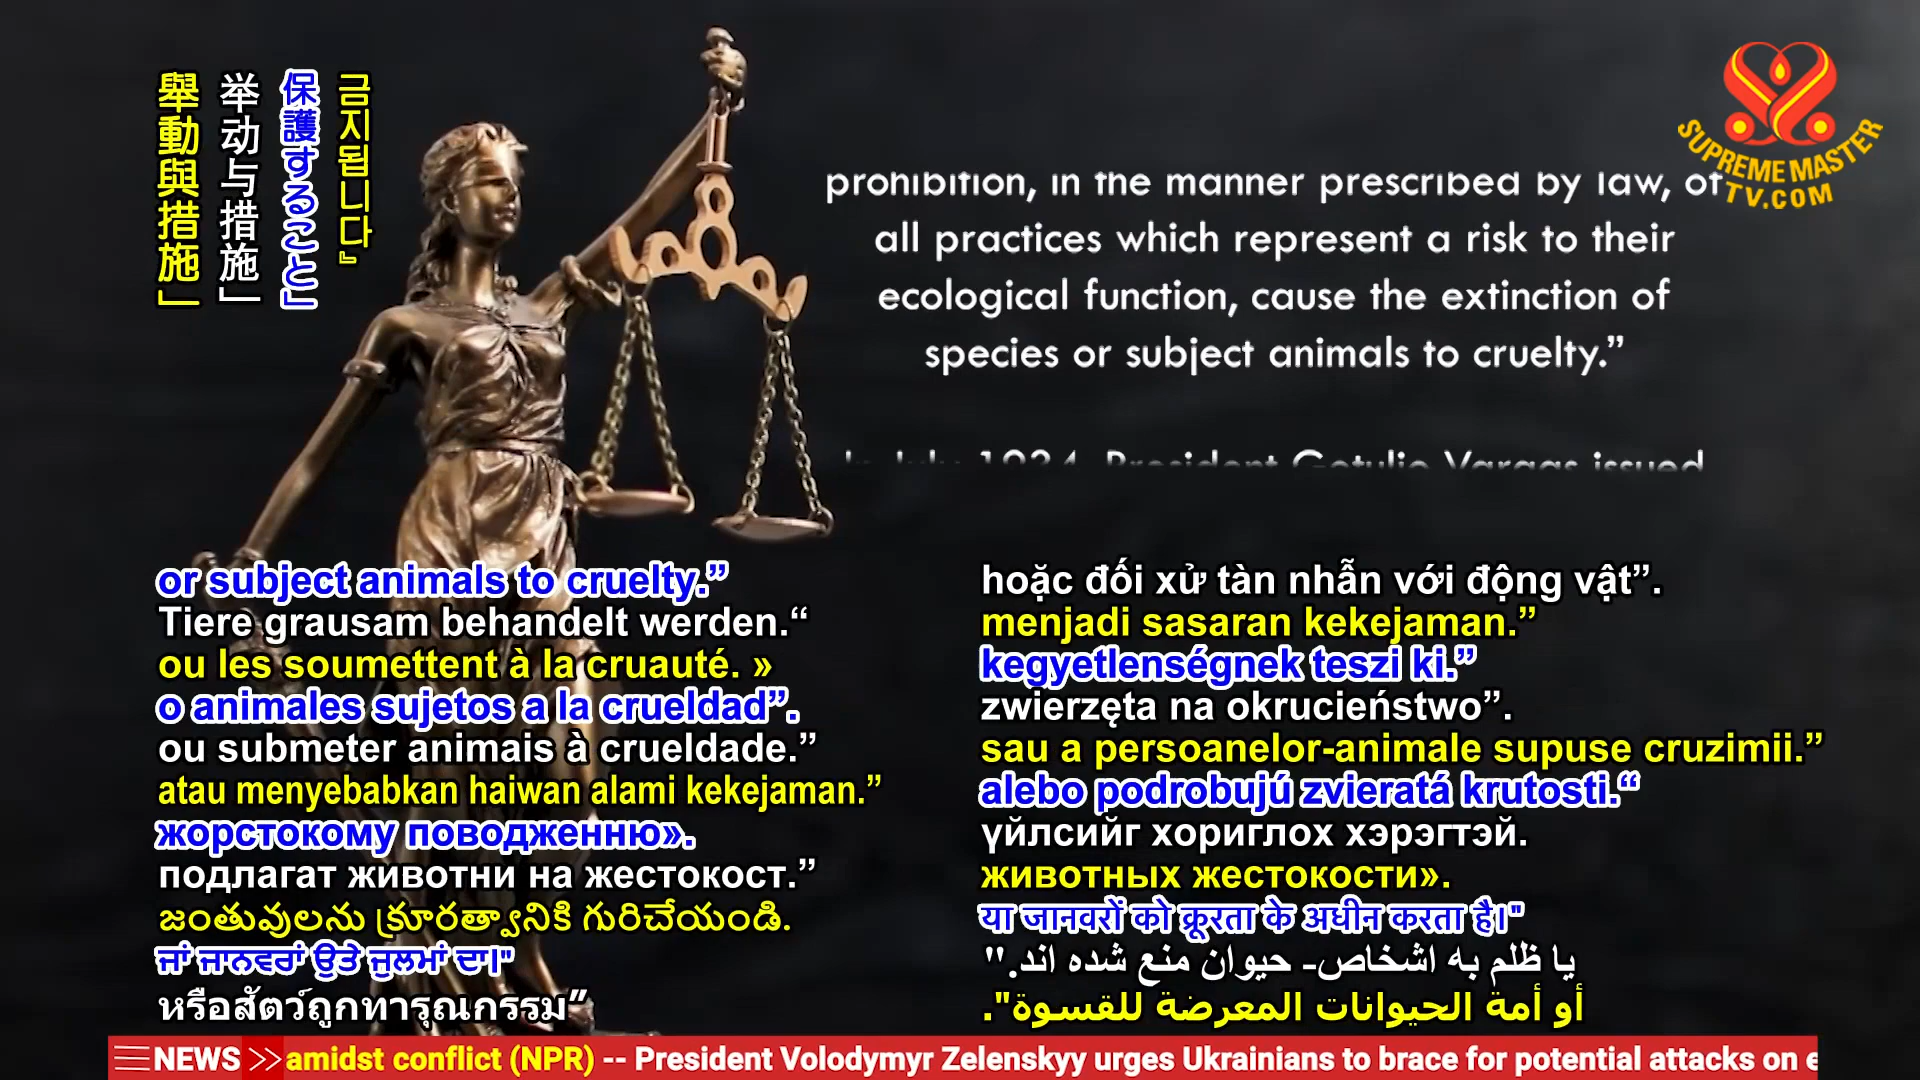 舉動與措施」
举动与措施」
保護すること」
금지됩니다』
SUPREME MASTER
TV.COM
prohibition, in the manner prescribed by law, of
all practices which represent a risk to their
ecological function, cause the extinction of
species or subject animals to cruelty.”
In July 1934, President Getulio Vargas issued
or subject animals to cruelty.”
Tiere grausam behandelt werden.“
ou les soumettent à la cruauté. »
o animales sujetos a la crueldad”.
ou submeter animais à crueldade.”
atau menyebabkan haiwan alami kekejaman.”
жорстокому поводженню».
подлагат животни на жестокост.”
జంతువులను క్రూరత్వానికి గురిచేయండి.
ਜਾਂ ਜਾਨਵਰਾਂ ਉਤੇ ਜੁਲਮਾਂ ਦਾ।"
หรือสัตว์ถูกทารุณกรรม”
hoặc đối xử tàn nhẫn với động vật”.
menjadi sasaran kekejaman.”
kegyetlenségnek teszi ki.”
zwierzęta na okrucieństwo”.
sau a persoanelor-animale supuse cruzimii.”
alebo podrobujú zvieratá krutosti.“
үйлсийг хориглох хэрэгтэй.
животных жестокости».
या जानवरों को क्रूरता के अधीन करता है।"
یا ظلم به اشخاص- حیوان منع شده اند."
أو أمة الحيوانات المعرضة للقسوة".
NEWS >> amidst conflict (NPR) -- President Volodymyr Zelenskyy urges Ukrainians to brace for potential attacks on e